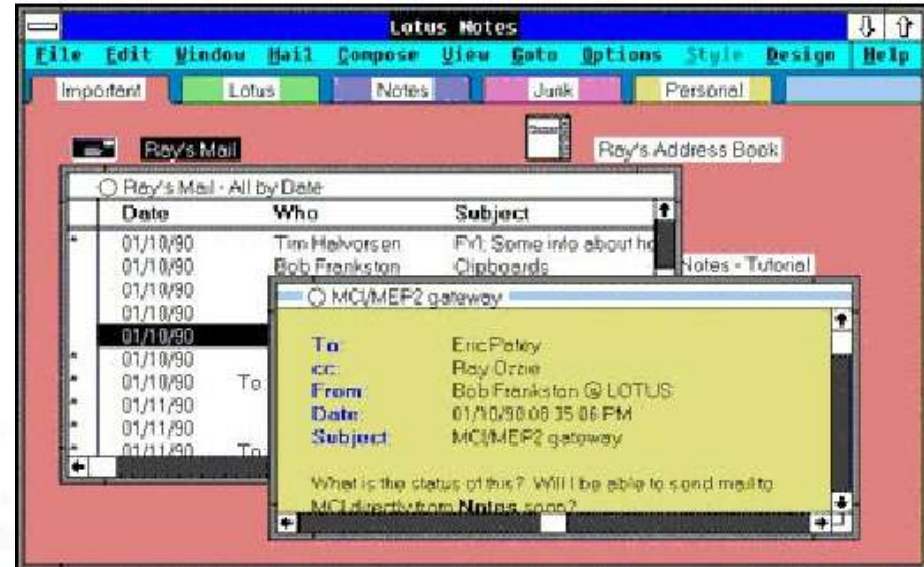 Lotus Notes
File Edit Window Mail Compose View Goto Options Style Design Help
Important Lotus Notes Junk Personal
Ray's Mail
Ray's Address Book
Ray's Mail - All by Date
Date Who Subject
01/10/90 Tim Halvorsen FYI: Some info about
01/10/90 Bob Frankston Clipboards
Notes - Tutorial
01/10/90
01/10/90
01/10/90
01/10/90
01/10/90 To:
01/11/90
01/11/90
01/11/90 To:
MCI/MEP2 gateway
To: Eric Patey
cc: Ray Ozzie
From: Bob Frankston @ LOTUS
Date: 01/10/90 08:35:06 PM
Subject: MCI/MEP2 gateway
What is the status of this? Will I be able to send mail to
MCI directly from Notes soon?